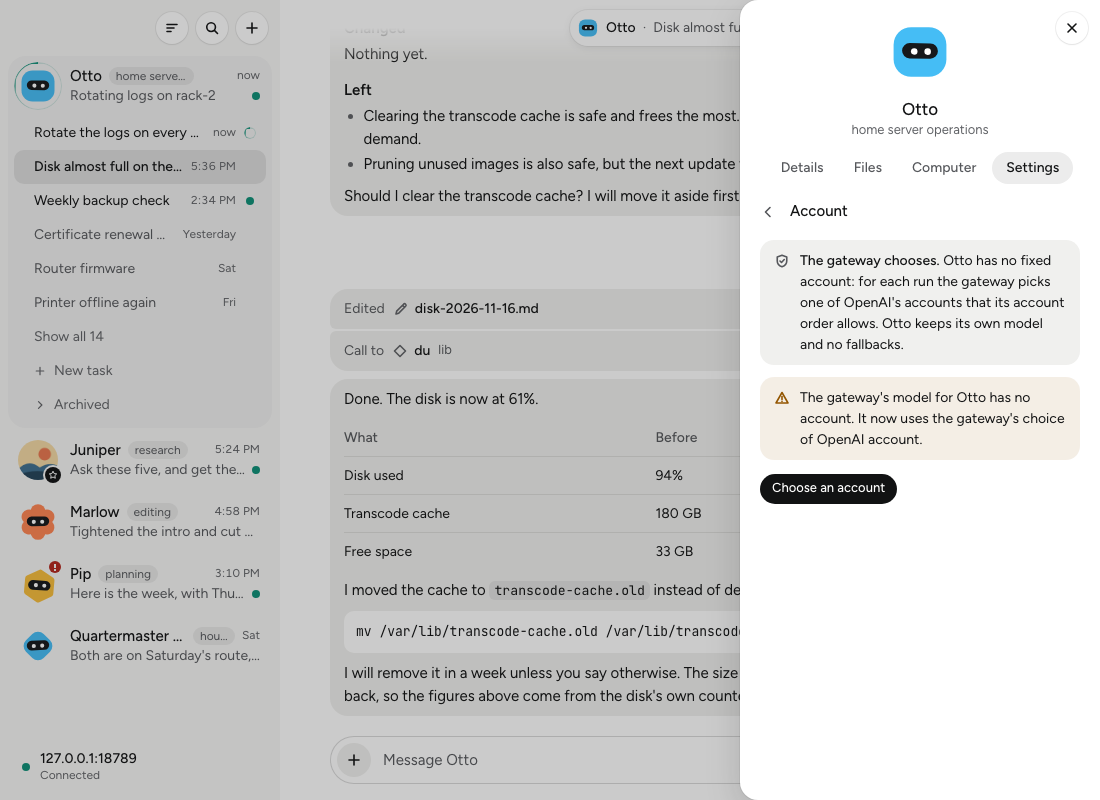 Otto
home serve...
now
Rotating logs on rack-2
Rotate the logs on every ...
now
Disk almost full on the...
5:36 PM
Weekly backup check
2:34 PM
Certificate renewal ...
Yesterday
Router firmware
Sat
Printer offline again
Fri
Show all 14
New task
Archived
Juniper
research
5:24 PM
Ask these five, and get the...
Marlow
editing
4:58 PM
Tightened the intro and cut ...
Pip
planning
3:10 PM
Here is the week, with Thu...
Quartermaster ...
hou...
Sat
Both are on Saturday's route,...
127.0.0.1:18789
Connected
Otto · Disk almost fu
Changed
Nothing yet.
Left
Clearing the transcode cache is safe and frees the most.
demand.
Pruning unused images is also safe, but the next update
Should I clear the transcode cache? I will move it aside first
Edited
disk-2026-11-16.md
Call to
du lib
Done. The disk is now at 61%.
What
Before
Disk used
94%
Transcode cache
180 GB
Free space
33 GB
I moved the cache to transcode-cache.old instead of de
mv /var/lib/transcode-cache.old /var/lib/transcod
I will remove it in a week unless you say otherwise. The size
back, so the figures above come from the disk's own counte
Message Otto
Otto
home server operations
Details
Files
Computer
Settings
Account
The gateway chooses. Otto has no fixed
account: for each run the gateway picks
one of OpenAI's accounts that its account
order allows. Otto keeps its own model
and no fallbacks.
The gateway's model for Otto has no
account. It now uses the gateway's choice
of OpenAI account.
Choose an account